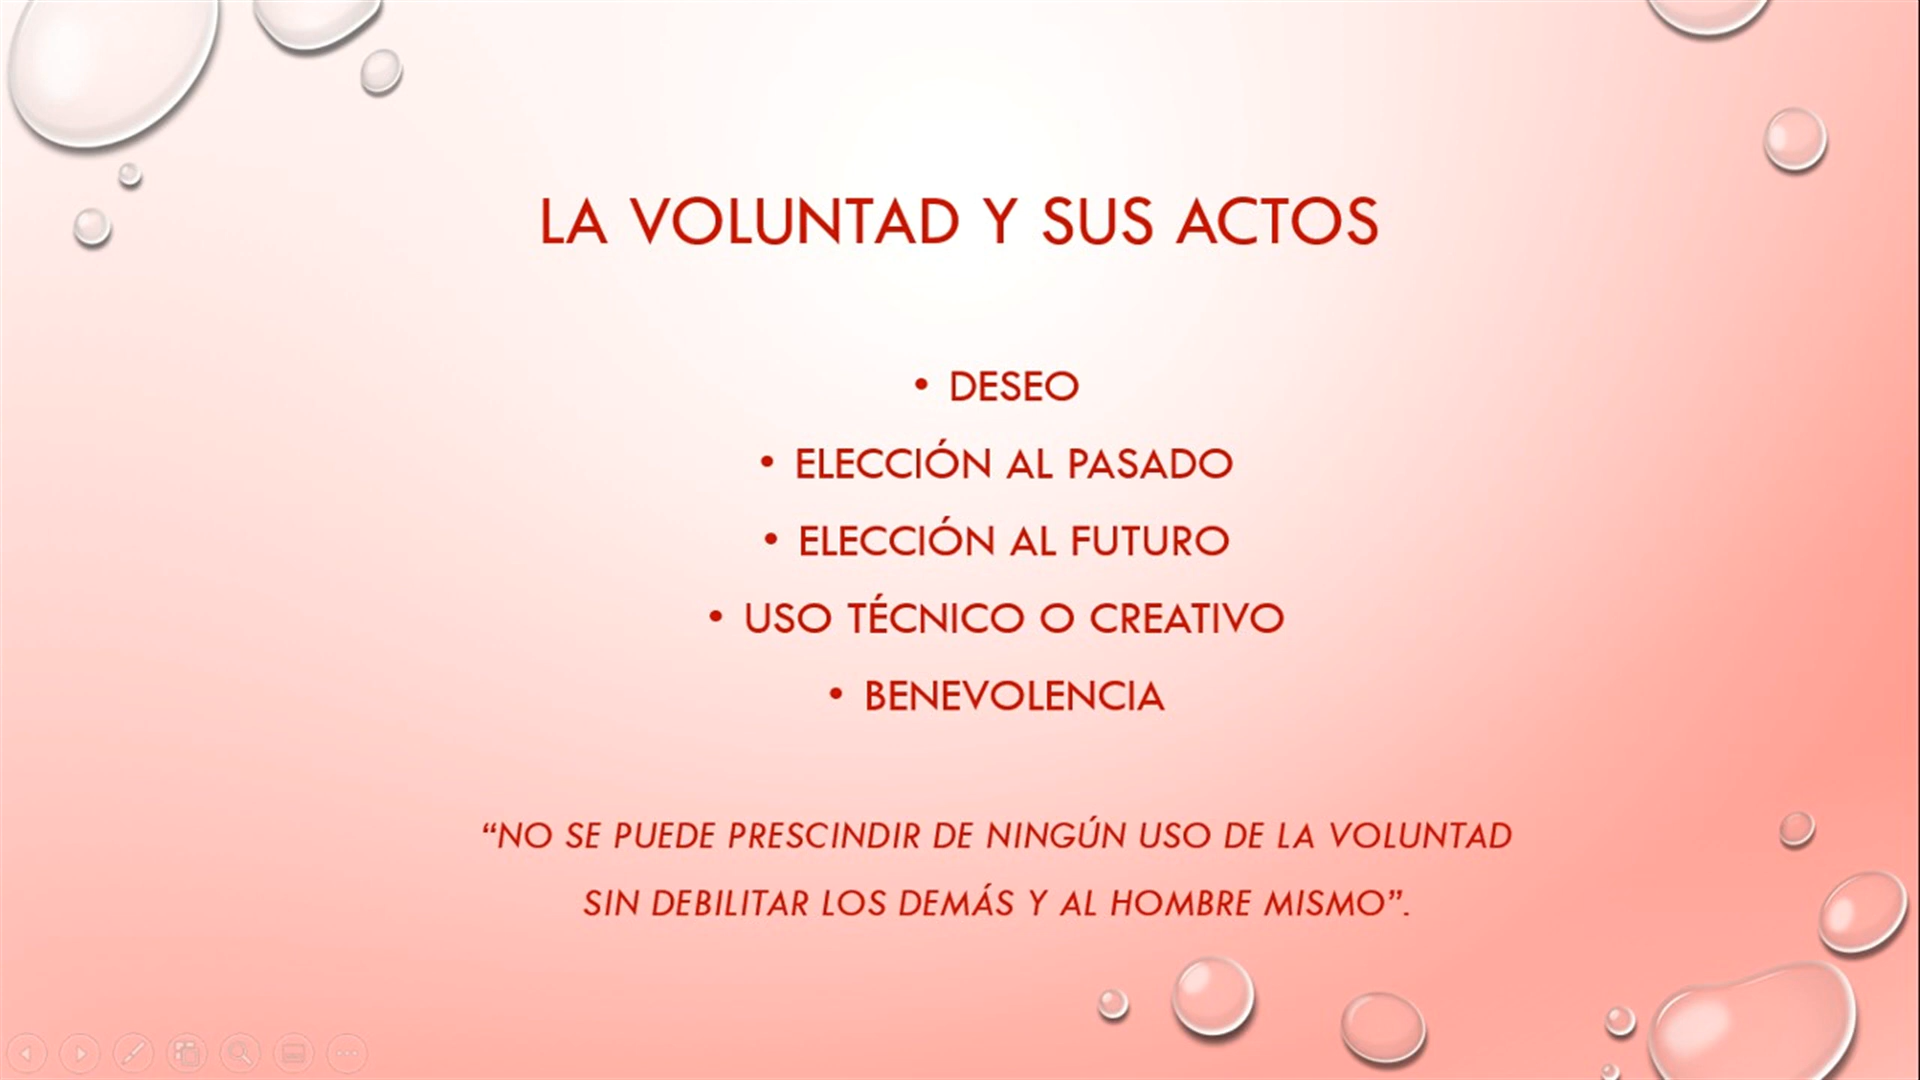 LA VOLUNTAD Y SUS ACTOS
• DESEO
• ELECCIÓN AL PASADO
• ELECCIÓN AL FUTURO
• USO TÉCNICO O CREATIVO
• BENEVOLENCIA
“NO SE PUEDE PRESCINDIR DE NINGÚN USO DE LA VOLUNTAD
SIN DEBILITAR LOS DEMÁS Y AL HOMBRE MISMO”.